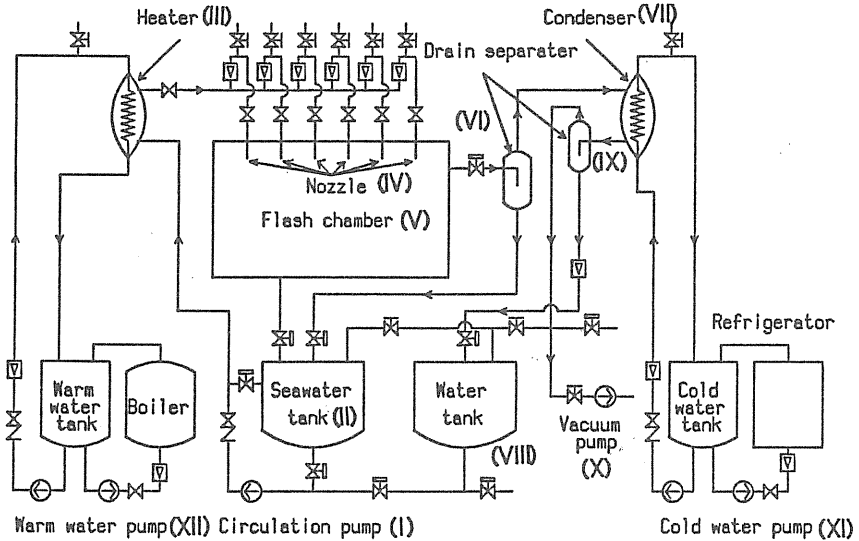 Heater (III)
Condenser (VII)
Drain separater
(VI)
(IX)
Nozzle (IV)
Flash chamber (V)
Refrigerator
Warm
water
tank
Boiler
Seawater
tank (II)
Water
tank
(VIII)
Vacuum
pump
(X)
Cold
water
tank
Warm water pump (XII)
Circulation pump (I)
Cold water pump (XI)